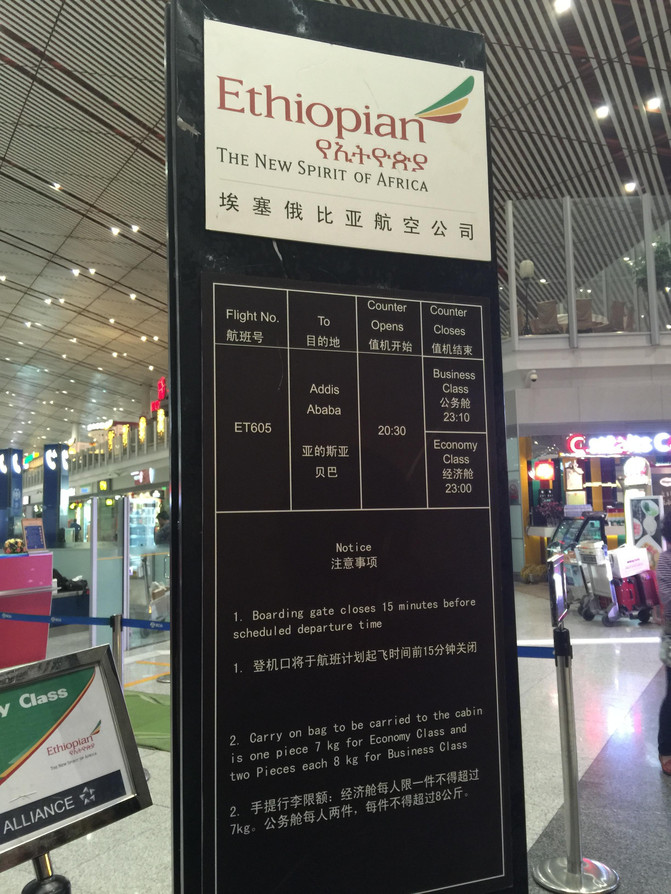 Ethiopian
የኢትዮጵያ
THE NEW SPIRIT OF AFRICA
埃塞俄比亚航空公司
Flight No.
航班号
To
目的地
Counter
Opens
值机开始
Counter
Closes
值机结束
ET605
Addis
Ababa
亚的斯亚
贝巴
20:30
Business
Class
公务舱
23:10
Economy
Class
经济舱
23:00
Notice
注意事项
1. Boarding gate closes 15 minutes before
scheduled departure time
1. 登机口将于航班计划起飞时间前15分钟关闭
2. Carry on bag to be carried to the cabin
is one piece 7 kg for Economy Class and
two Pieces each 8 kg for Business Class
2. 手提行李限额: 经济舱每人限一件不得超过
7kg。公务舱每人两件, 每件不得超过8公斤。
y Class
Ethiopian
የኢትዮጵያ
THE NEW SPIRIT OF AFRICA
ALLIANCE